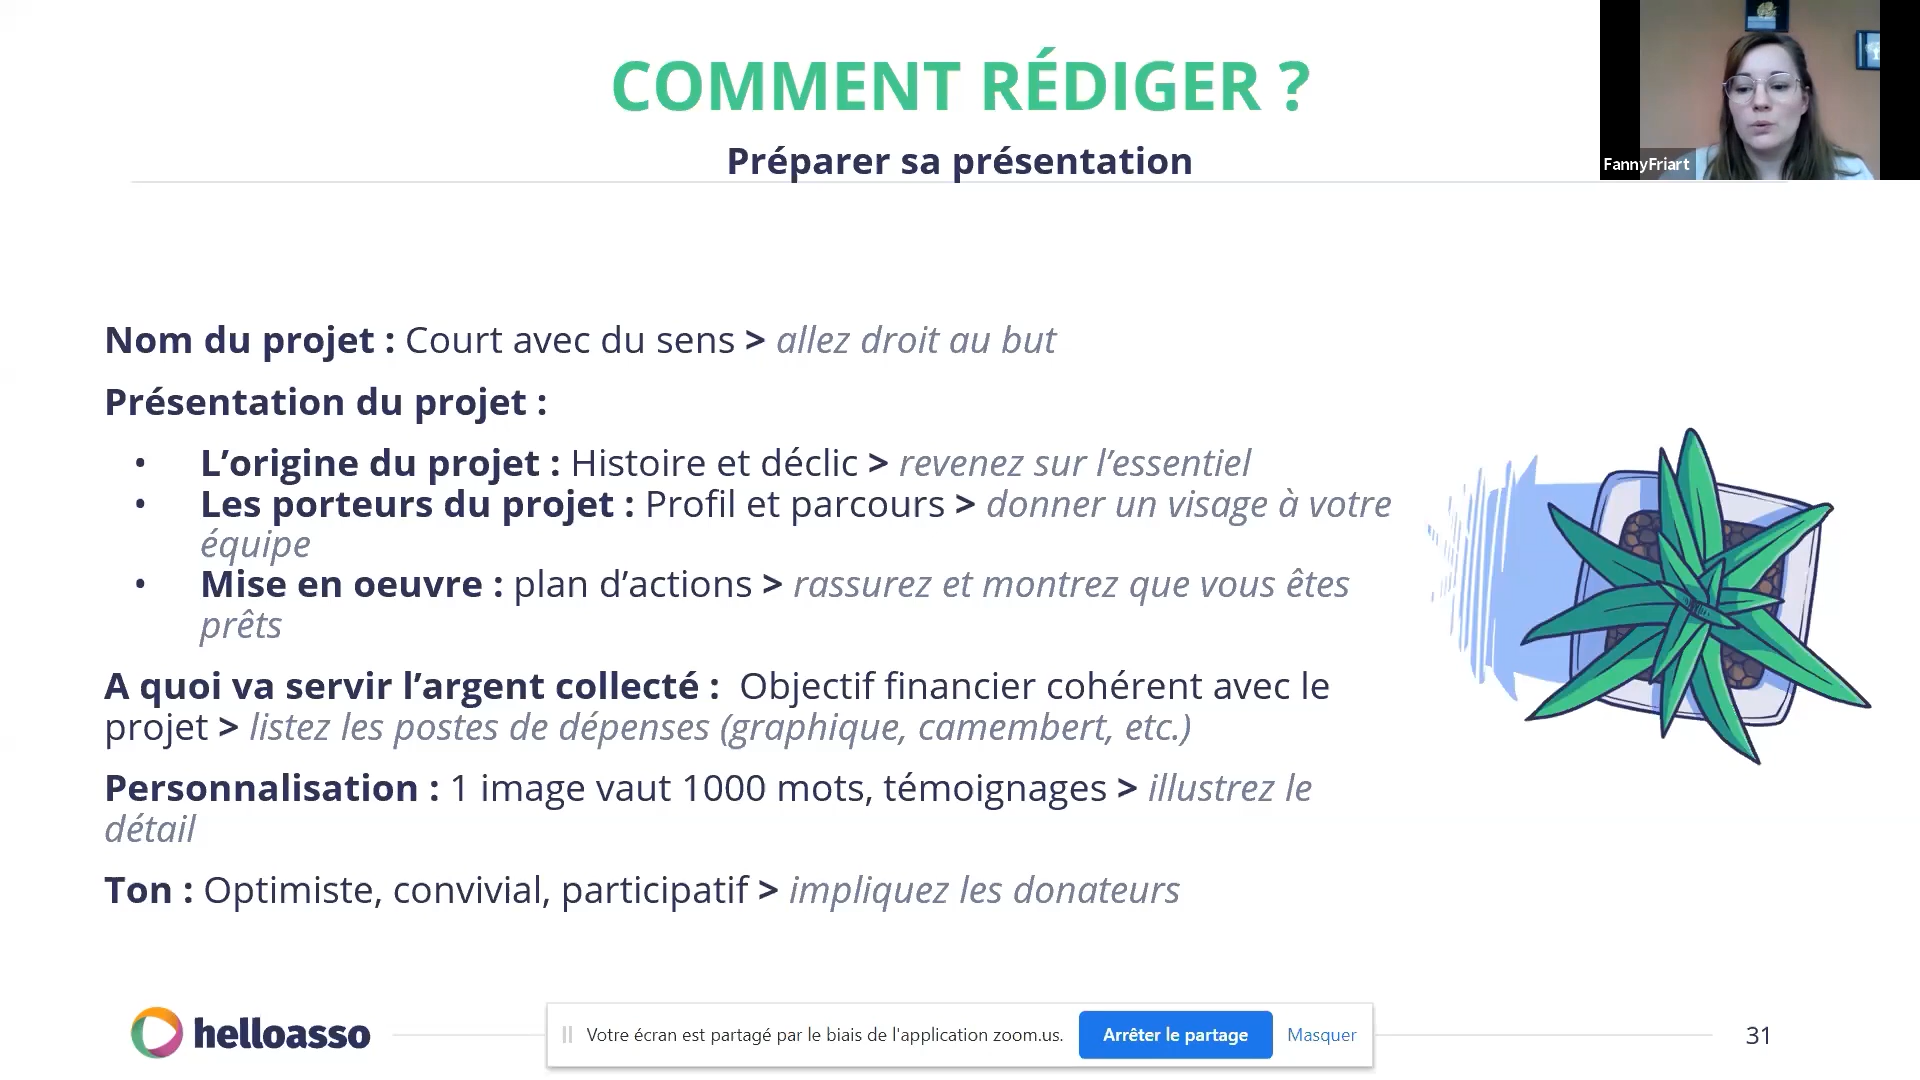 COMMENT RÉDIGER ?
Préparer sa présentation
FannyFriart
Nom du projet : Court avec du sens > allez droit au but
Présentation du projet :
• L’origine du projet : Histoire et déclic > revenez sur l’essentiel
• Les porteurs du projet : Profil et parcours > donner un visage à votre
équipe
• Mise en oeuvre : plan d’actions > rassurez et montrez que vous êtes
prêts
A quoi va servir l’argent collecté : Objectif financier cohérent avec le
projet > listez les postes de dépenses (graphique, camembert, etc.)
Personnalisation : 1 image vaut 1000 mots, témoignages > illustrez le
détail
Ton : Optimiste, convivial, participatif > impliquez les donateurs
helloasso
Votre écran est partagé par le biais de l'application zoom.us. Arrêter le partage Masquer
31